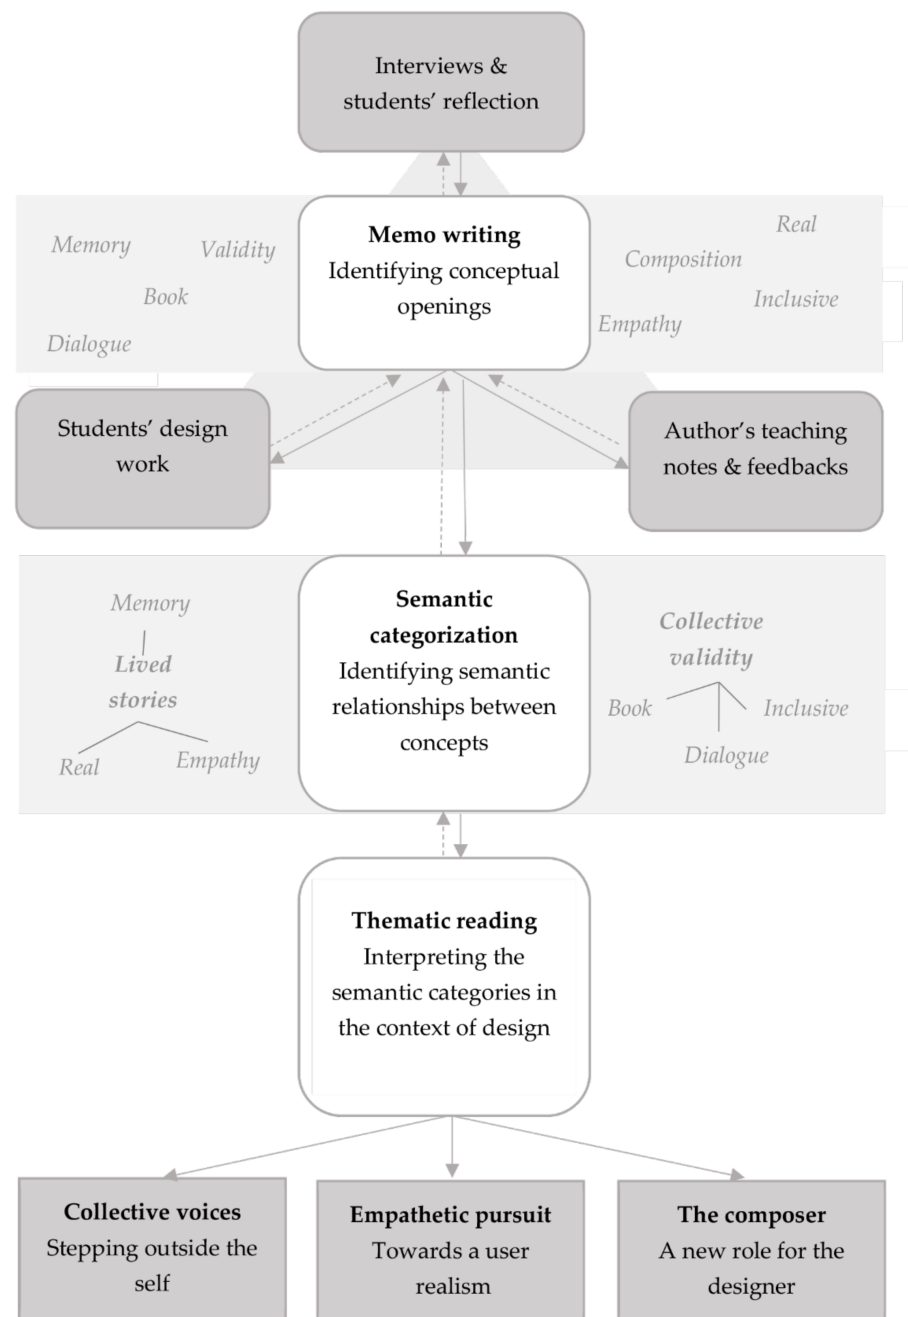 Interviews &
students’ reflection
Memo writing
Identifying conceptual
openings
Memory
Validity
Book
Dialogue
Real
Composition
Inclusive
Empathy
Students’ design
work
Author’s teaching
notes & feedbacks
Semantic
categorization
Identifying semantic
relationships between
concepts
Memory
Lived
stories
Real
Empathy
Collective
validity
Book
Inclusive
Dialogue
Thematic reading
Interpreting the
semantic categories in
the context of design
Collective voices
Stepping outside the
self
Empathetic pursuit
Towards a user
realism
The composer
A new role for the
designer